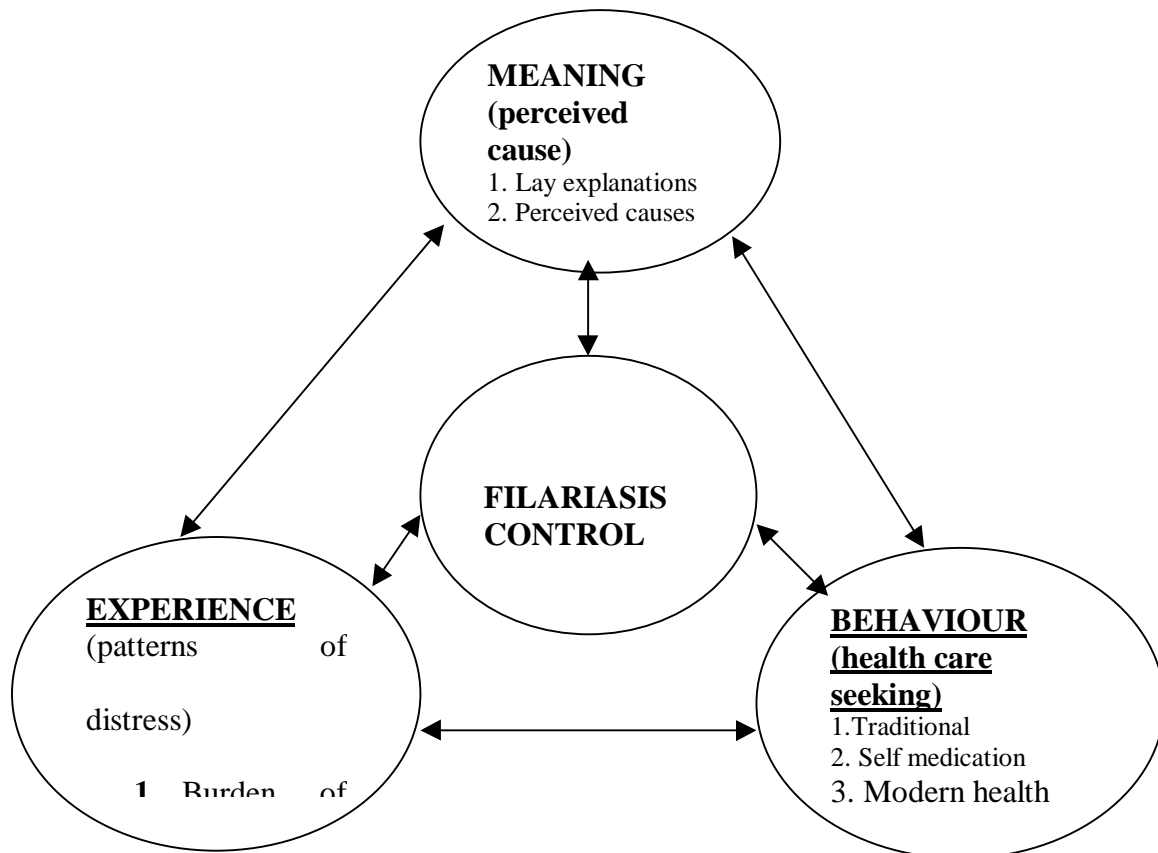 MEANING
(perceived
cause)
1. Lay explanations
2. Perceived causes
FILARIASIS
CONTROL
EXPERIENCE
(patterns of
distress)
1 Burden of
BEHAVIOUR
(health care
seeking)
1.Traditional
2. Self medication
3. Modern health